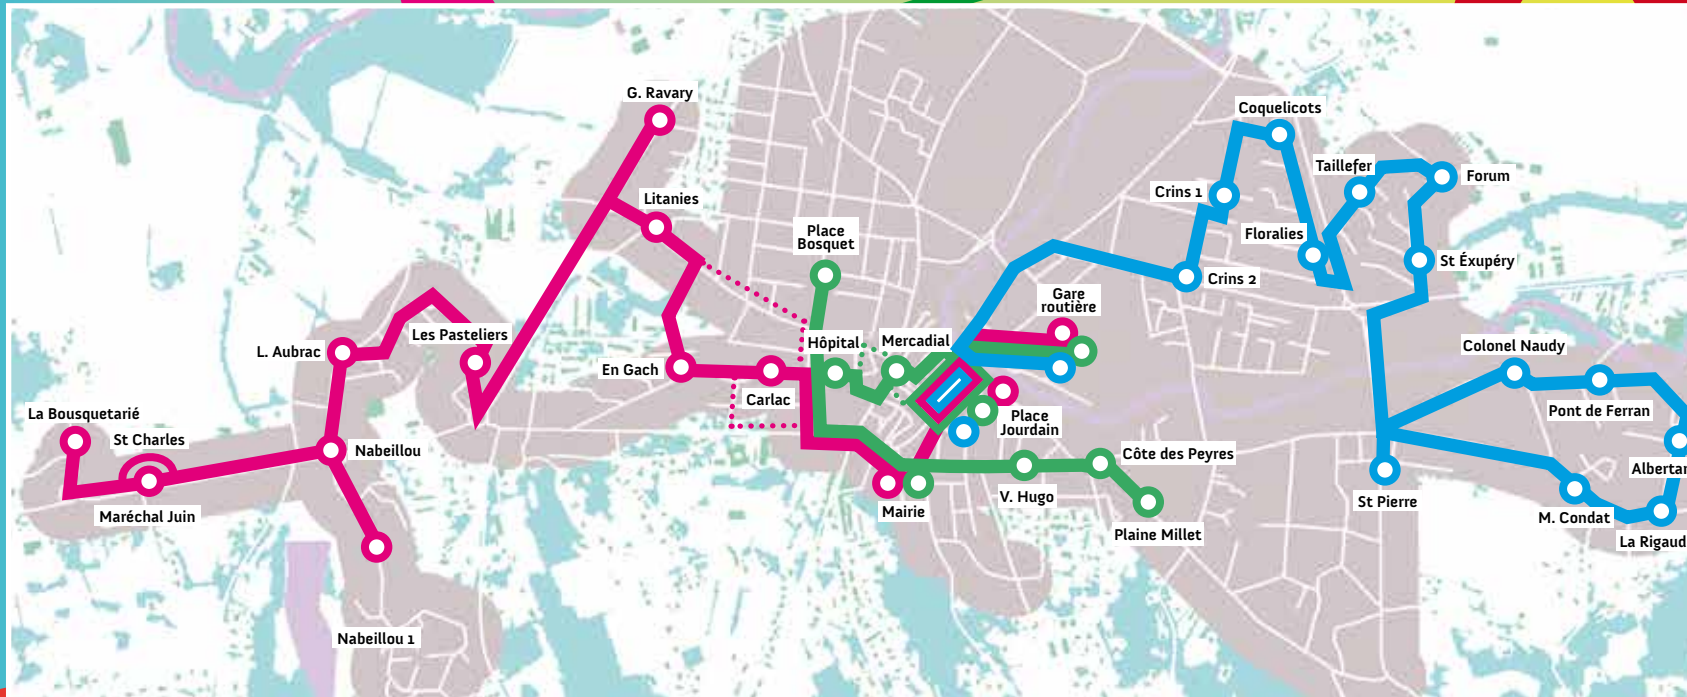 G. Ravary
Coquelicots
Taillefer
Forum
Crins 1
Litanies
Place
Bosquet
Floralies
St Éxupéry
Crins 2
Gare
routière
Les Pasteliers
L. Aubrac
Hôpital
Mercadial
Colonel Naudy
En Gach
Carlac
Pont de Ferran
La Bousquetarié
St Charles
Place
Jourdain
Nabeillou
Côte des Peyres
Albertar
Maréchal Juin
V. Hugo
St Pierre
Mairie
M. Condat
Plaine Millet
La Rigaud
Nabeillou 1